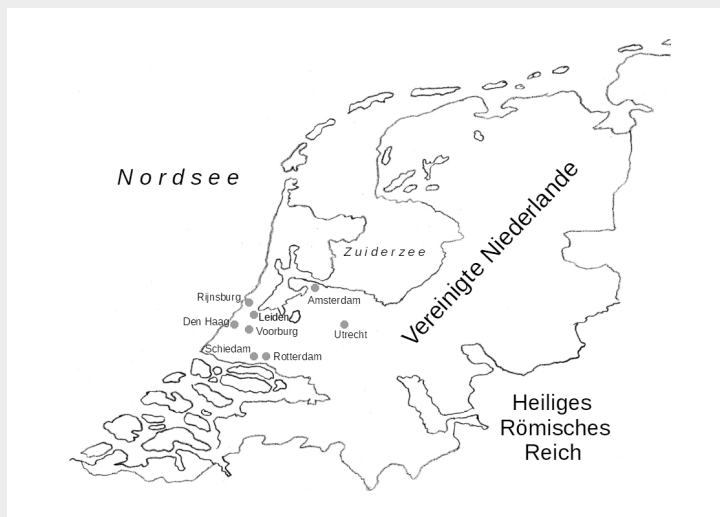 Nordsee
Vereinigte Niederlande
Zuiderzee
Rijnsburg
Amsterdam
Leiden
Den Haag
Voorburg
Utrecht
Schiedam
Rotterdam
Heiliges
Römisches
Reich